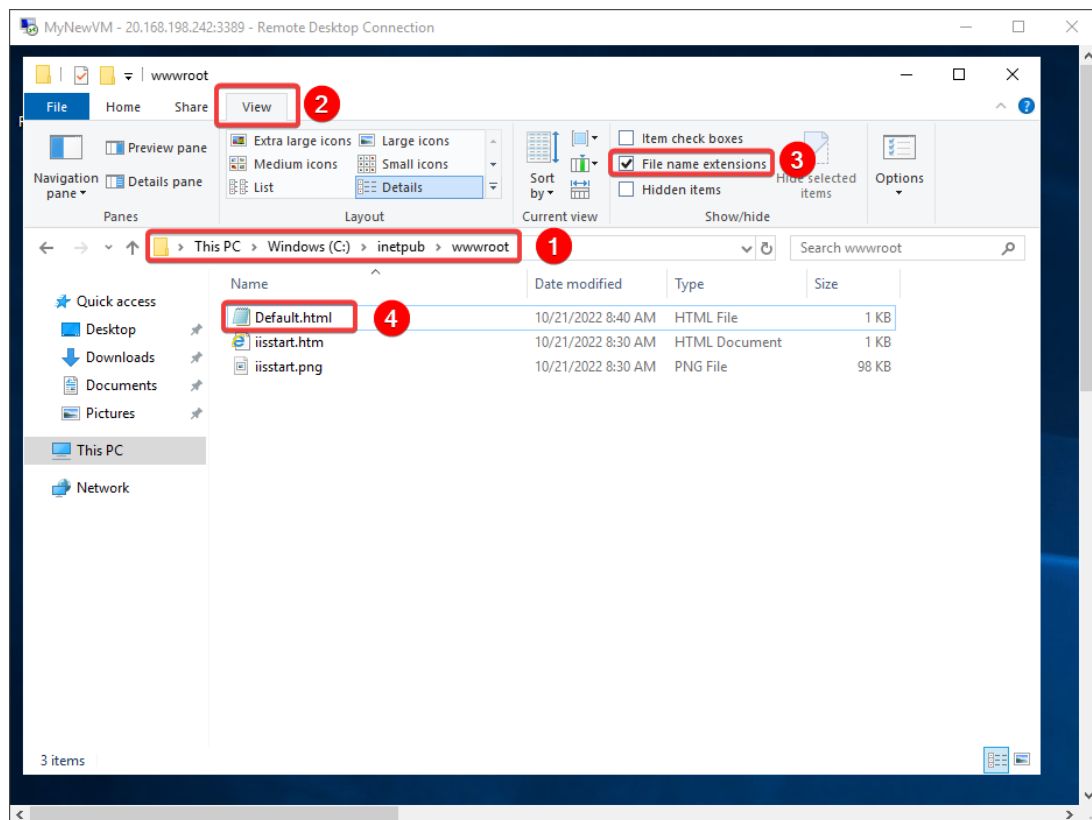 MyNewVM - 20.168.198.242:3389 - Remote Desktop Connection
wwwroot
File Home Share View 2
Extra large icons Large icons Item check boxes
Preview pane Medium icons Small icons File name extensions 3
Navigation pane Details pane List Details Sort by Hidden items Hide selected items Options
Panes Layout Current view Show/hide
This PC Windows (C:) inetpub wwwroot 1 Search wwwroot
Name Date modified Type Size
Quick access
Default.html 4 10/21/2022 8:40 AM HTML File 1 KB
Desktop
iisstart.htm 10/21/2022 8:30 AM HTML Document 1 KB
Downloads
iisstart.png 10/21/2022 8:30 AM PNG File 98 KB
Documents
Pictures
This PC
Network
3 items